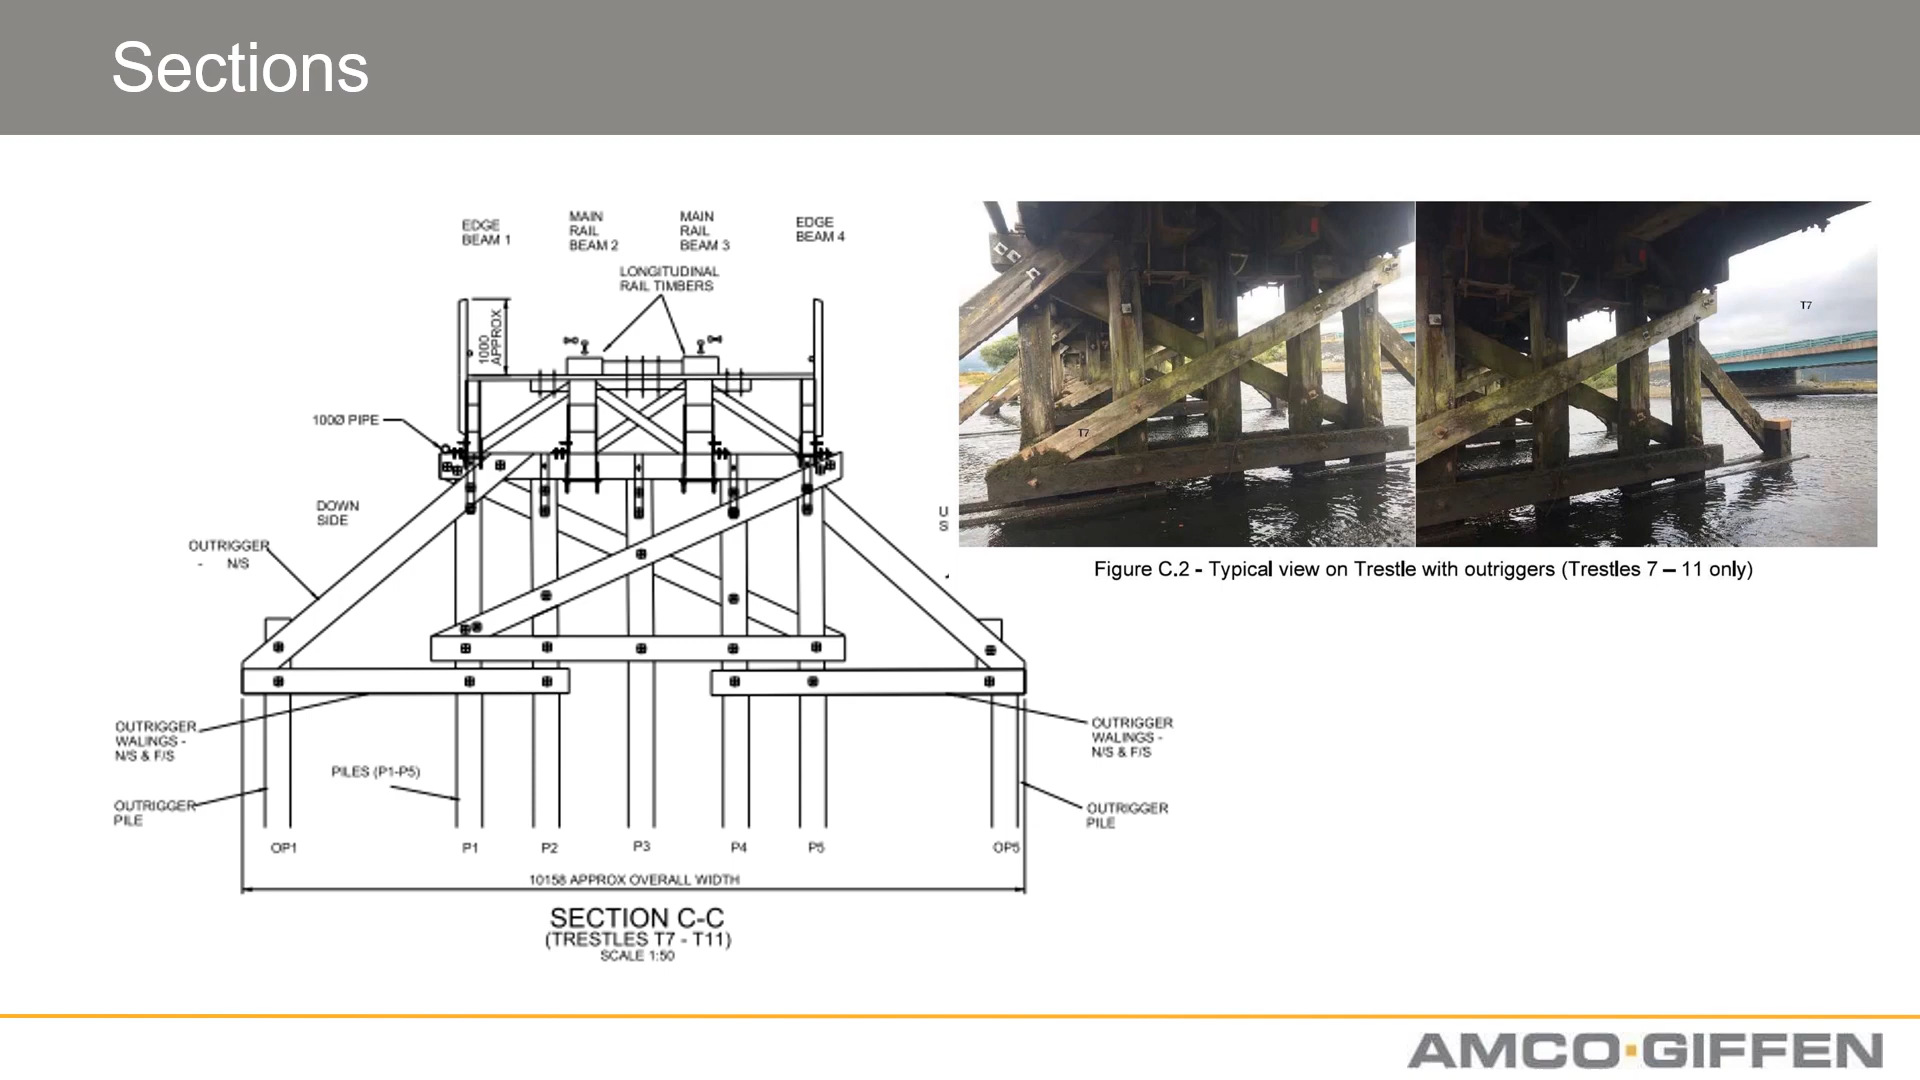 Sections
EDGE
BEAM 1
MAIN
RAIL
BEAM 2
MAIN
RAIL
BEAM 3
EDGE
BEAM 4
LONGITUDINAL
RAIL TIMBERS
1000
APPROX
100Ø PIPE
DOWN
SIDE
U
S
OUTRIGGER
- N/S
OUTRIGGER
WALINGS -
N/S & F/S
PILES (P1-P5)
OUTRIGGER
PILE
OUTRIGGER
WALINGS -
N/S & F/S
OUTRIGGER
PILE
OP1
P1
P2
P3
P4
P5
OP5
10158 APPROX OVERALL WIDTH
SECTION C-C
(TRESTLES T7 - T11)
SCALE 1:50
T7
T7
Figure C.2 - Typical view on Trestle with outriggers (Trestles 7 – 11 only)
AMCO·GIFFEN